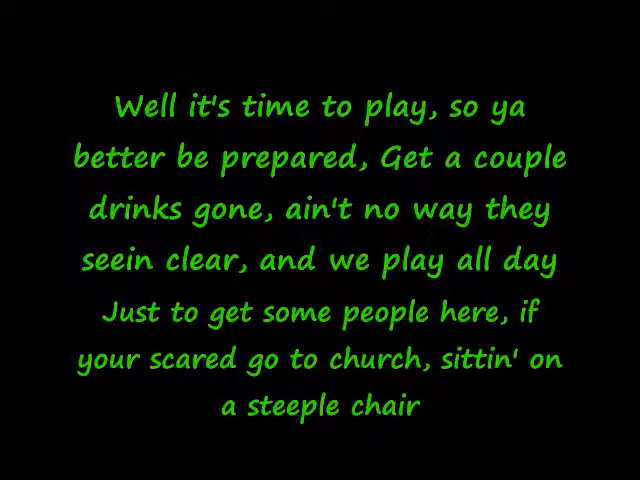 Well it's time to play, so ya
better be prepared, Get a couple
drinks gone, ain't no way they
seein clear, and we play all day
Just to get some people here, if
your scared go to church, sittin' on
a steeple chair